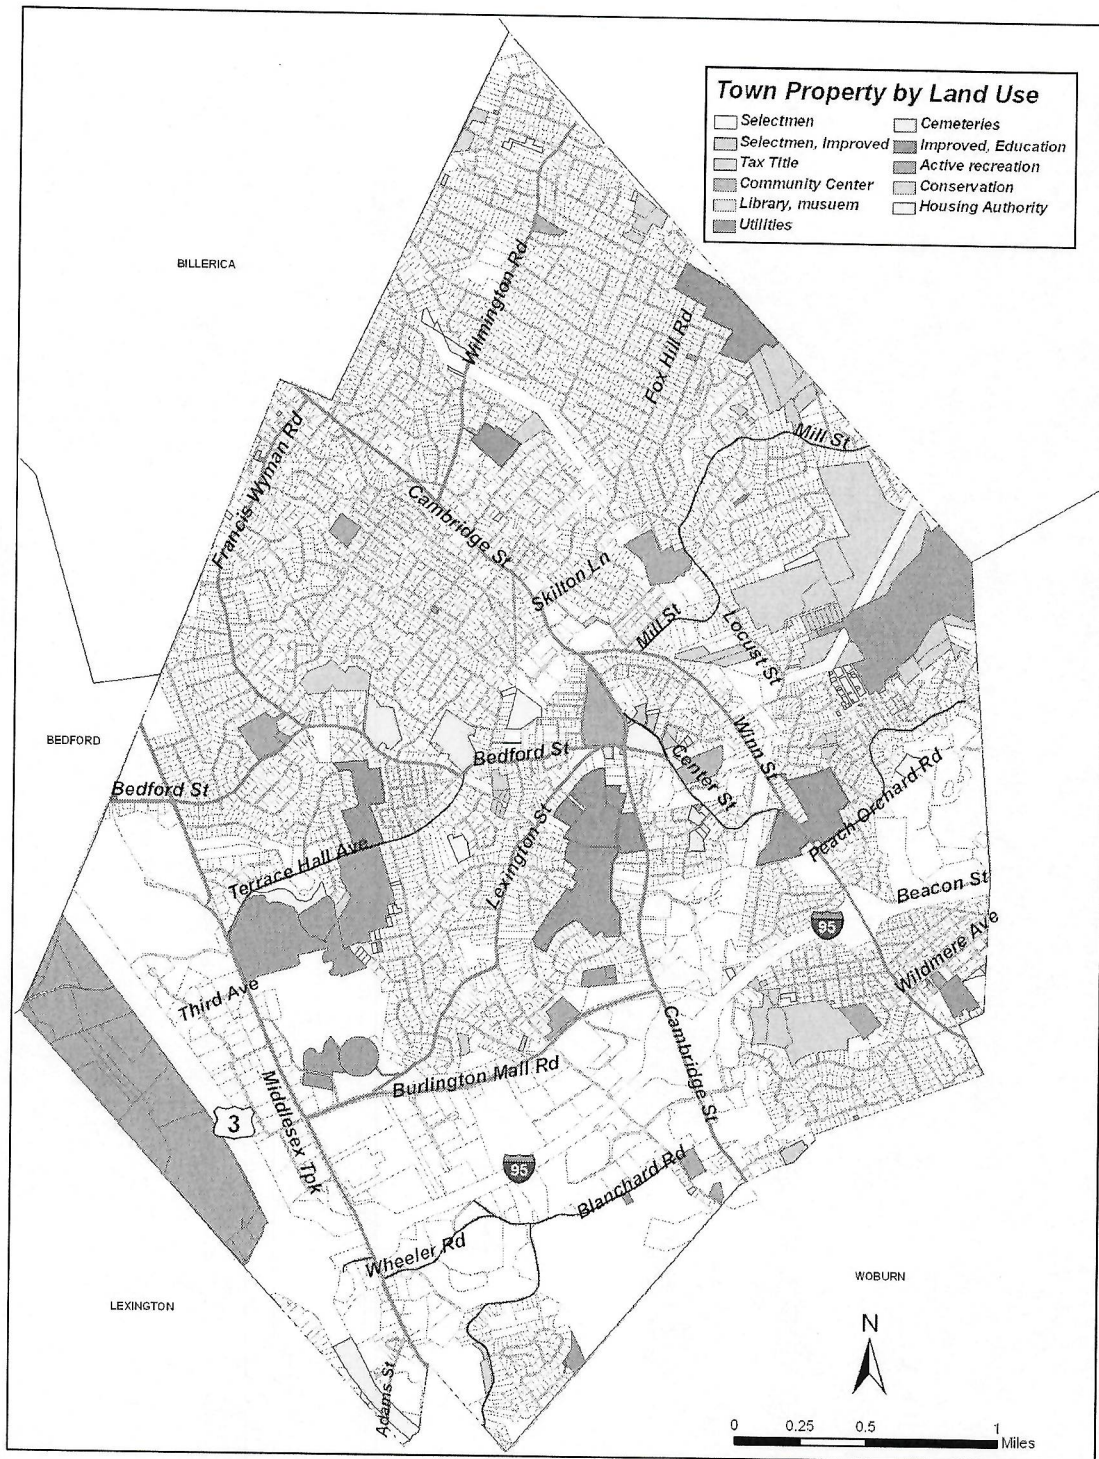 Town Property by Land Use
Selectmen
Selectmen, Improved
Tax Title
Community Center
Library, musuem
Utilities
Cemeteries
Improved, Education
Active recreation
Conservation
Housing Authority
BILLERICA
Wilmington Rd
Fox Hill Rd
Mill St
Francis Wyman Rd
Cambridge St
Skilton Ln
Mill St
Locust St
BEDFORD
Bedford St
Bedford St
Winn St
Center St
Peach Orchard Rd
Terrace Hall Ave
Lexington St
Beacon St
95
Wildmere Ave
Third Ave
Cambridge St
Burlington Mall Rd
3
Middlesex Tpk
95
Blanchard Rd
Wheeler Rd
WOBURN
LEXINGTON
Adams St
N
0 0.25 0.5 1
Miles